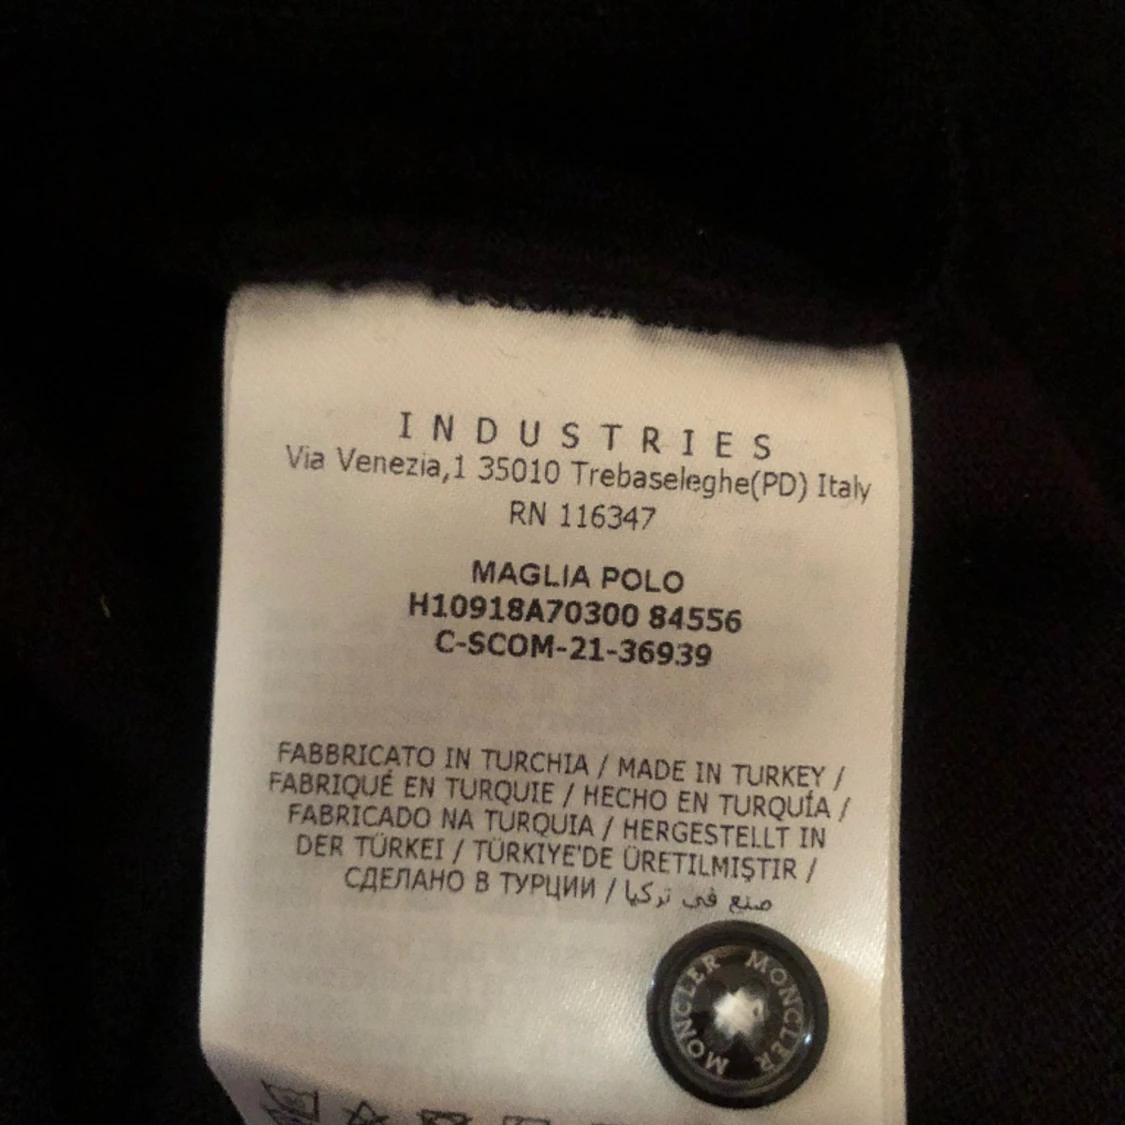 INDUSTRIES
Via Venezia,1 35010 Trebaseleghe(PD) Italy
RN 116347
MAGLIA POLO
H10918A70300 84556
C-SCOM-21-36939
FABBRICATO IN TURCHIA / MADE IN TURKEY /
FABRIQUÉ EN TURQUIE / HECHO EN TURQUÍA /
FABRICADO NA TURQUIA / HERGESTELLT IN
DER TÜRKEI / TÜRKIYE'DE ÜRETILMIŞTIR /
СДЕЛАНО В ТУРЦИИ / صنع في تركيا
MONCLER MONCLER